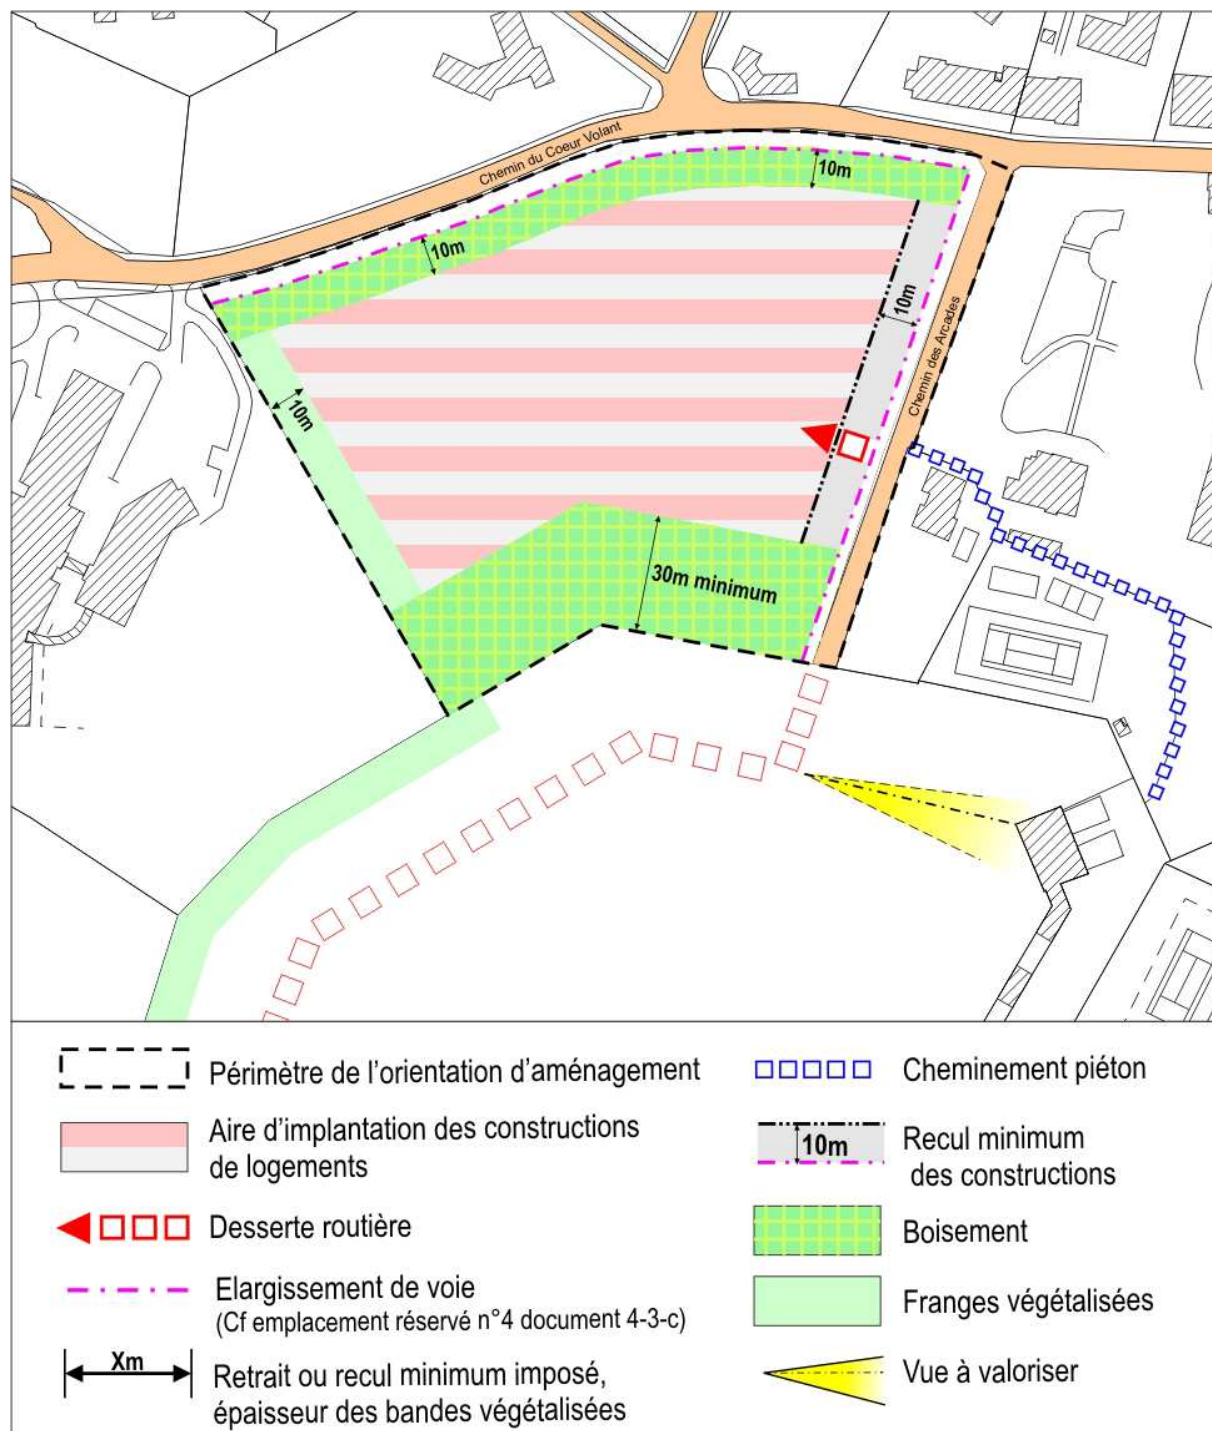 Chemin du Coeur Volant
10m
10m
10m
Chemin des Arcades
10m
30m minimum
Périmètre de l'orientation d'aménagement
Aire d'implantation des constructions
de logements
Desserte routière
Elargissement de voie
(Cf emplacement réservé n°4 document 4-3-c)
Xm
Retrait ou recul minimum imposé,
épaisseur des bandes végétalisées
Cheminement piéton
10m
Recul minimum
des constructions
Boisement
Franges végétalisées
Vue à valoriser